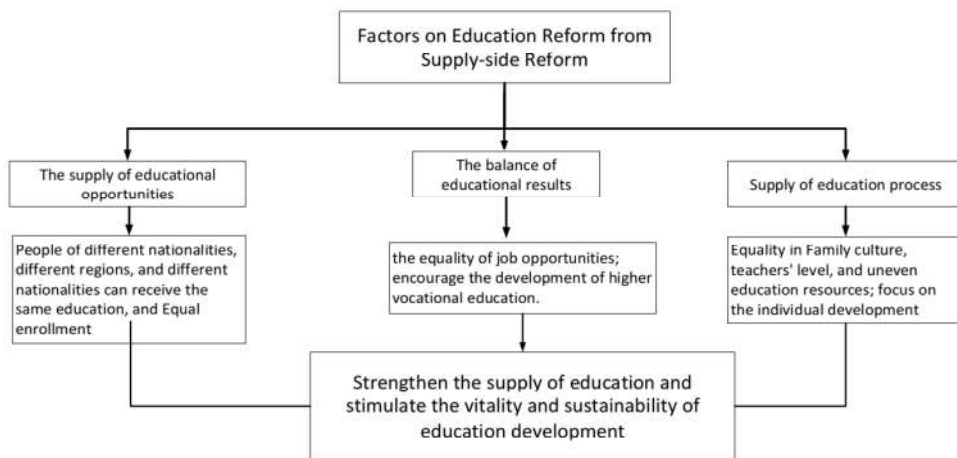 Factors on Education Reform from
Supply-side Reform
The supply of educational
opportunities
The balance of
educational results
Supply of education process
People of different nationalities,
different regions, and different
nationalities can receive the
same education, and Equal
enrollment
the equality of job opportunities;
encourage the development of higher
vocational education.
Equality in Family culture,
teachers' level, and uneven
education resources; focus on
the individual development
Strengthen the supply of education and
stimulate the vitality and sustainability of
education development